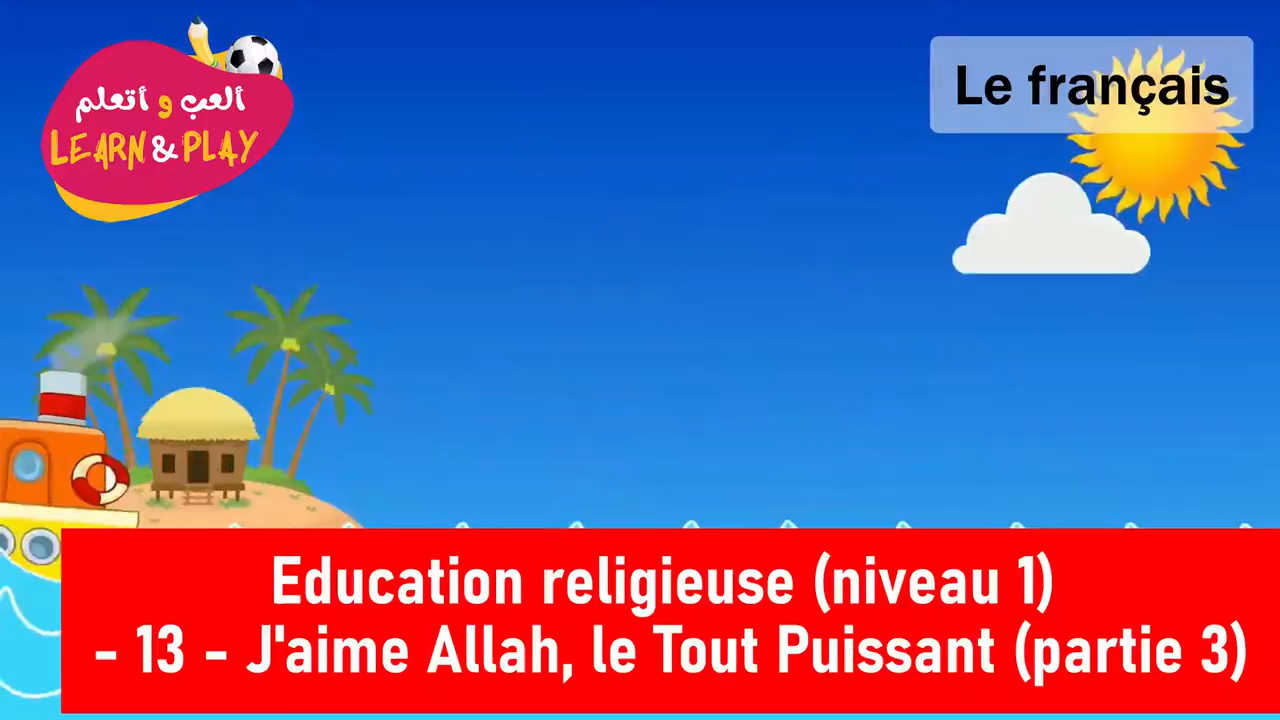 ألعب و أتعلم
LEARN & PLAY
Le français
Education religieuse (niveau 1)
- 13 - J'aime Allah, le Tout Puissant (partie 3)